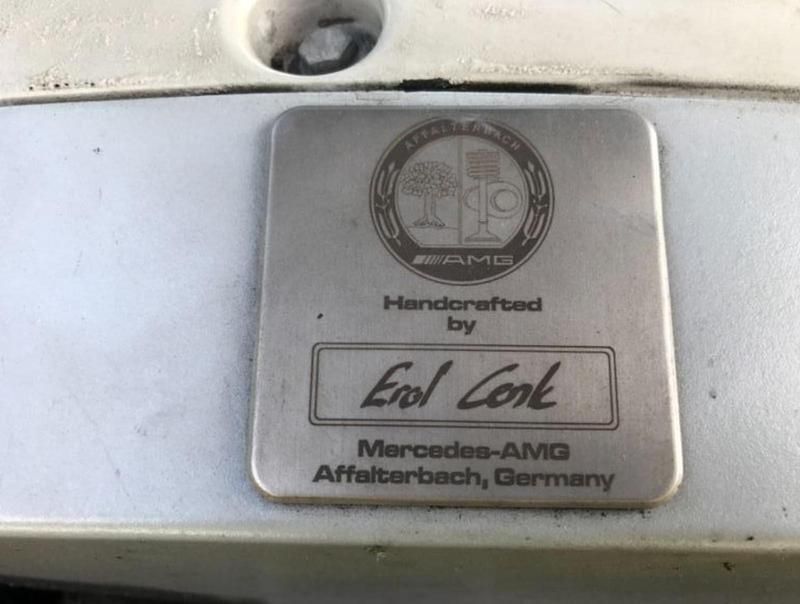 AFFALTERBACH
AMG
Handcrafted
by
Erol Cenk
Mercedes-AMG
Affalterbach, Germany